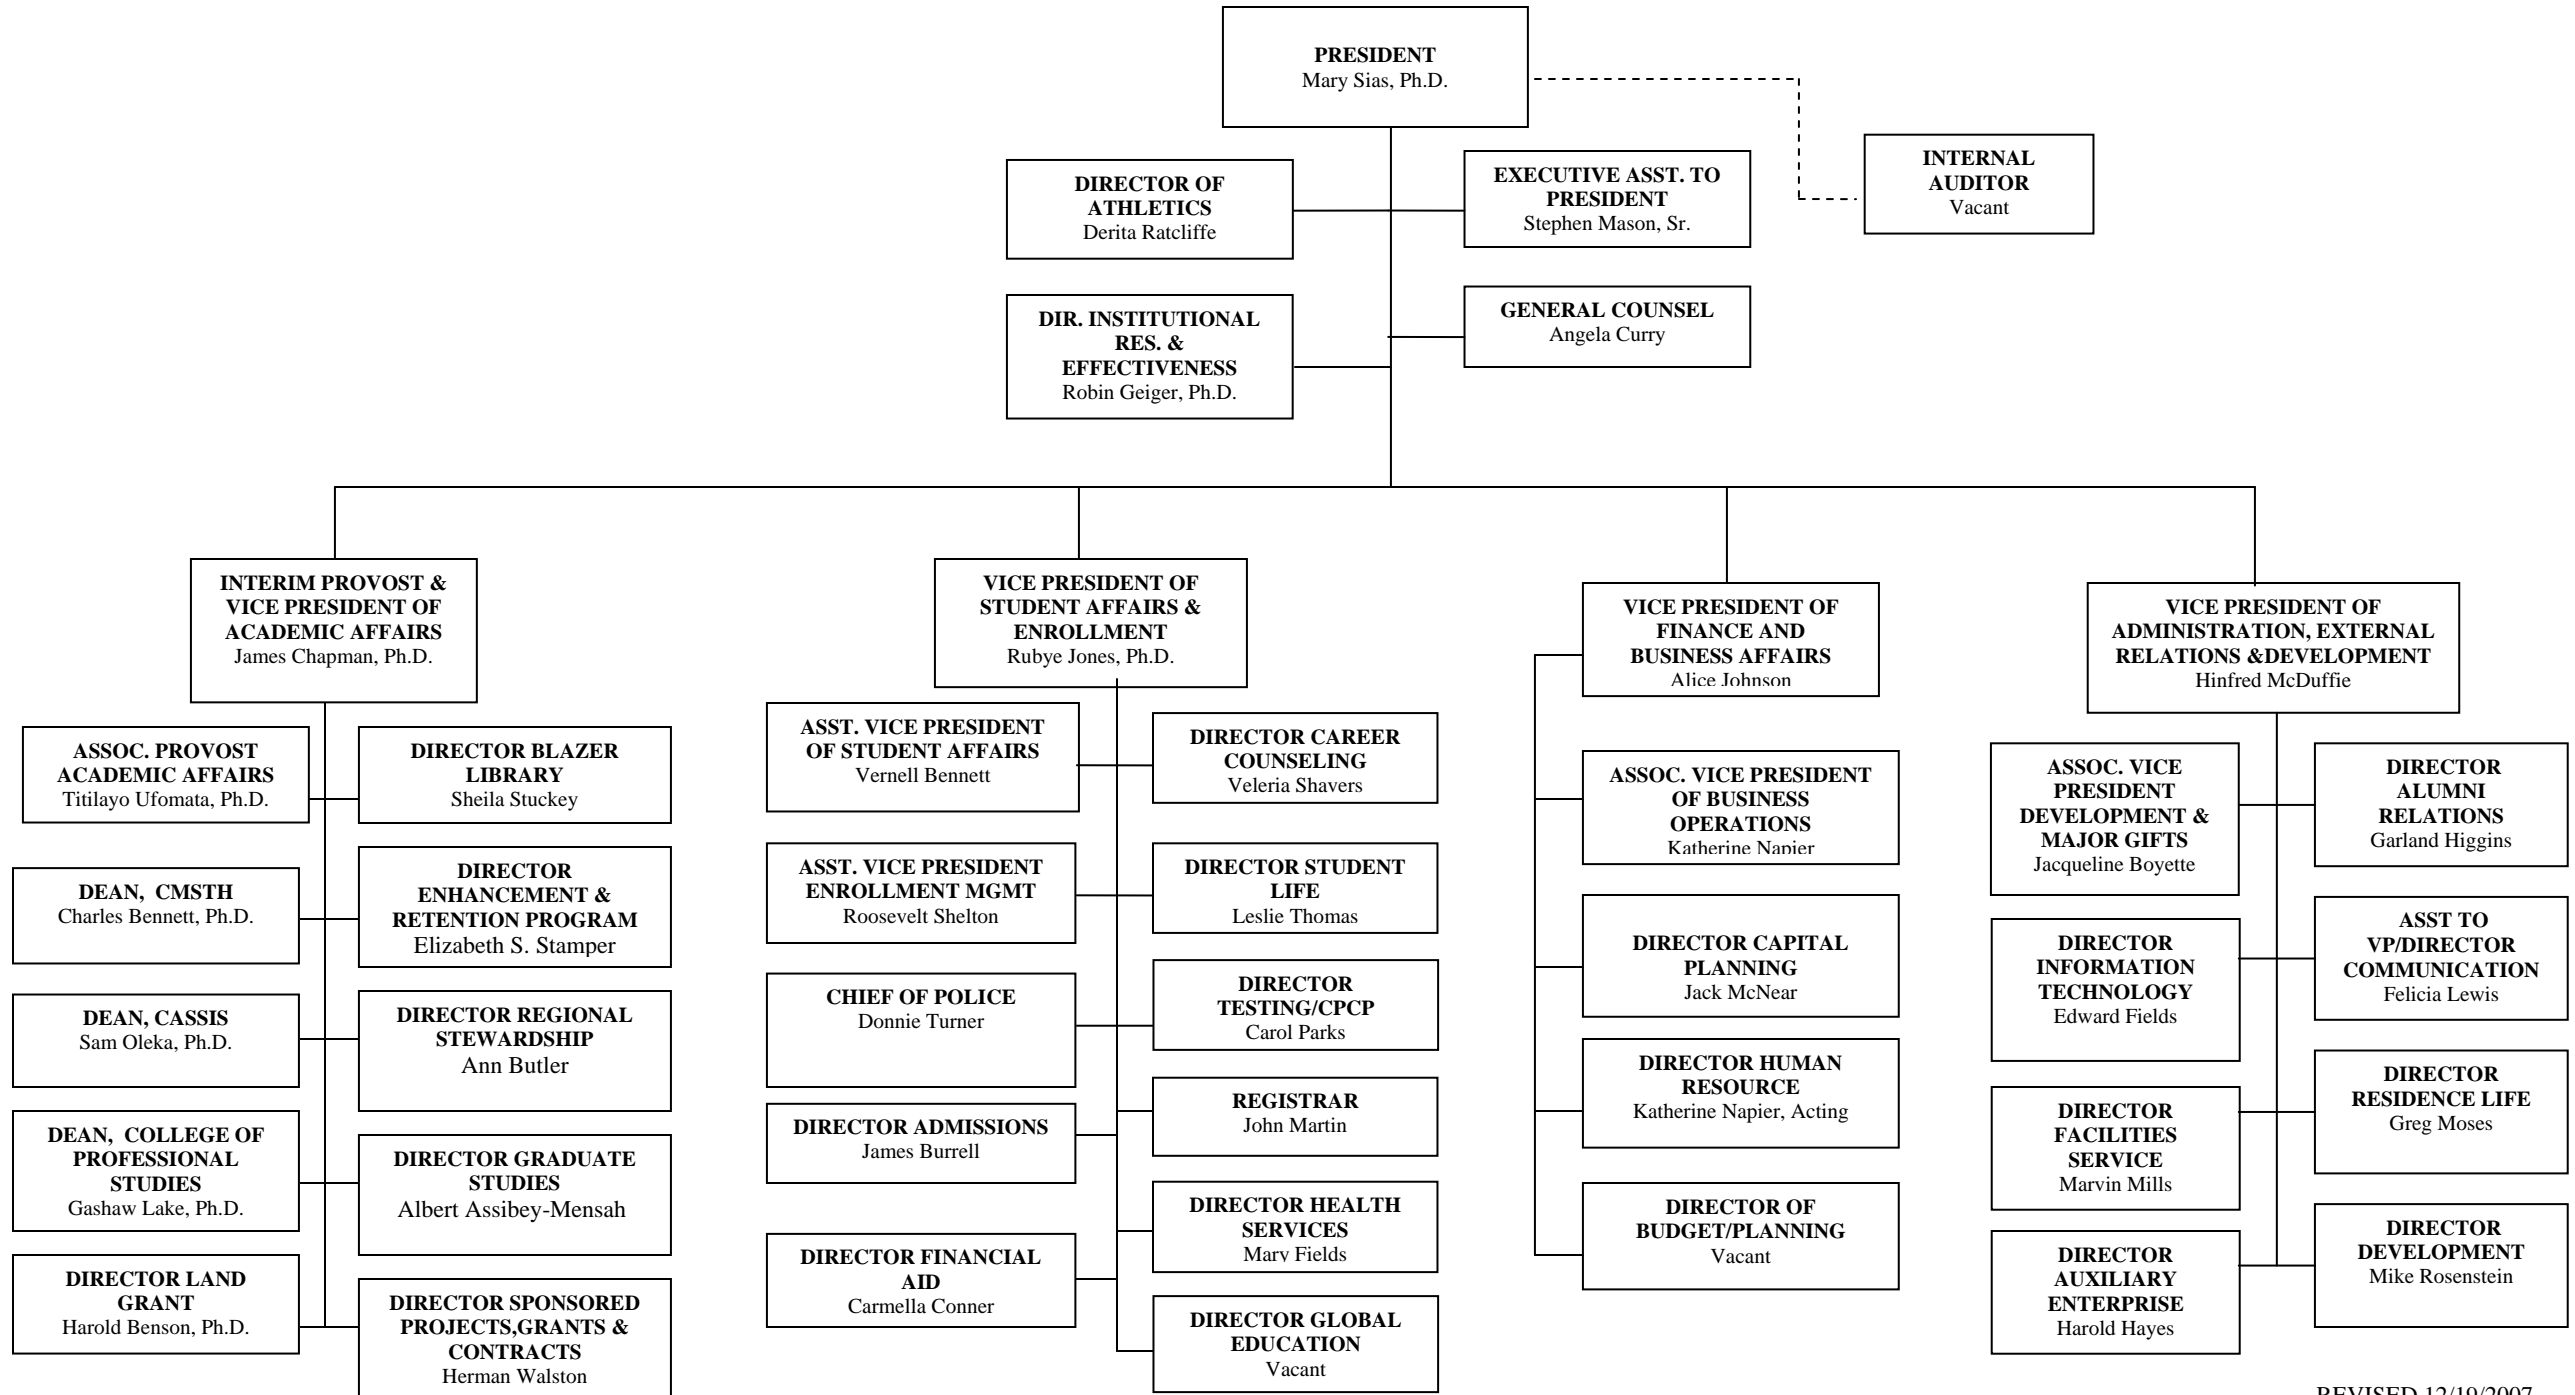 PRESIDENT
Mary Sias, Ph.D.
INTERNAL
AUDITOR
Vacant
DIRECTOR OF
ATHLETICS
Derita Ratcliffe
EXECUTIVE ASST. TO
PRESIDENT
Stephen Mason, Sr.
DIR. INSTITUTIONAL
RES. &
EFFECTIVENESS
Robin Geiger, Ph.D.
GENERAL COUNSEL
Angela Curry
INTERIM PROVOST &
VICE PRESIDENT OF
ACADEMIC AFFAIRS
James Chapman, Ph.D.
ASSOC. PROVOST
ACADEMIC AFFAIRS
Titilayo Ufomata, Ph.D.
DIRECTOR BLAZER
LIBRARY
Sheila Stuckey
DEAN, CMSTH
Charles Bennett, Ph.D.
DIRECTOR
ENHANCEMENT &
RETENTION PROGRAM
Elizabeth S. Stamper
DEAN, CASSIS
Sam Oleka, Ph.D.
DIRECTOR REGIONAL
STEWARDSHIP
Ann Butler
DEAN, COLLEGE OF
PROFESSIONAL
STUDIES
Gashaw Lake, Ph.D.
DIRECTOR GRADUATE
STUDIES
Albert Assibey-Mensah
DIRECTOR LAND
GRANT
Harold Benson, Ph.D.
DIRECTOR SPONSORED
PROJECTS,GRANTS &
CONTRACTS
Herman Walston
VICE PRESIDENT OF
STUDENT AFFAIRS &
ENROLLMENT
Rubye Jones, Ph.D.
ASST. VICE PRESIDENT
OF STUDENT AFFAIRS
Vernell Bennett
DIRECTOR CAREER
COUNSELING
Veleria Shavers
ASST. VICE PRESIDENT
ENROLLMENT MGMT
Roosevelt Shelton
DIRECTOR STUDENT
LIFE
Leslie Thomas
CHIEF OF POLICE
Donnie Turner
DIRECTOR
TESTING/CPCP
Carol Parks
DIRECTOR ADMISSIONS
James Burrell
REGISTRAR
John Martin
DIRECTOR FINANCIAL
AID
Carmella Conner
DIRECTOR HEALTH
SERVICES
Mary Fields
DIRECTOR GLOBAL
EDUCATION
Vacant
VICE PRESIDENT OF
FINANCE AND
BUSINESS AFFAIRS
Alice Johnson
ASSOC. VICE PRESIDENT
OF BUSINESS
OPERATIONS
Katherine Napier
DIRECTOR CAPITAL
PLANNING
Jack McNear
DIRECTOR HUMAN
RESOURCE
Katherine Napier, Acting
DIRECTOR OF
BUDGET/PLANNING
Vacant
VICE PRESIDENT OF
ADMINISTRATION, EXTERNAL
RELATIONS &DEVELOPMENT
Hinfred McDuffie
ASSOC. VICE
PRESIDENT
DEVELOPMENT &
MAJOR GIFTS
Jacqueline Boyette
DIRECTOR
ALUMNI
RELATIONS
Garland Higgins
DIRECTOR
INFORMATION
TECHNOLOGY
Edward Fields
ASST TO
VP/DIRECTOR
COMMUNICATION
Felicia Lewis
DIRECTOR
FACILITIES
SERVICE
Marvin Mills
DIRECTOR
RESIDENCE LIFE
Greg Moses
DIRECTOR
AUXILIARY
ENTERPRISE
Harold Hayes
DIRECTOR
DEVELOPMENT
Mike Rosenstein
REVISED 12/19/2007